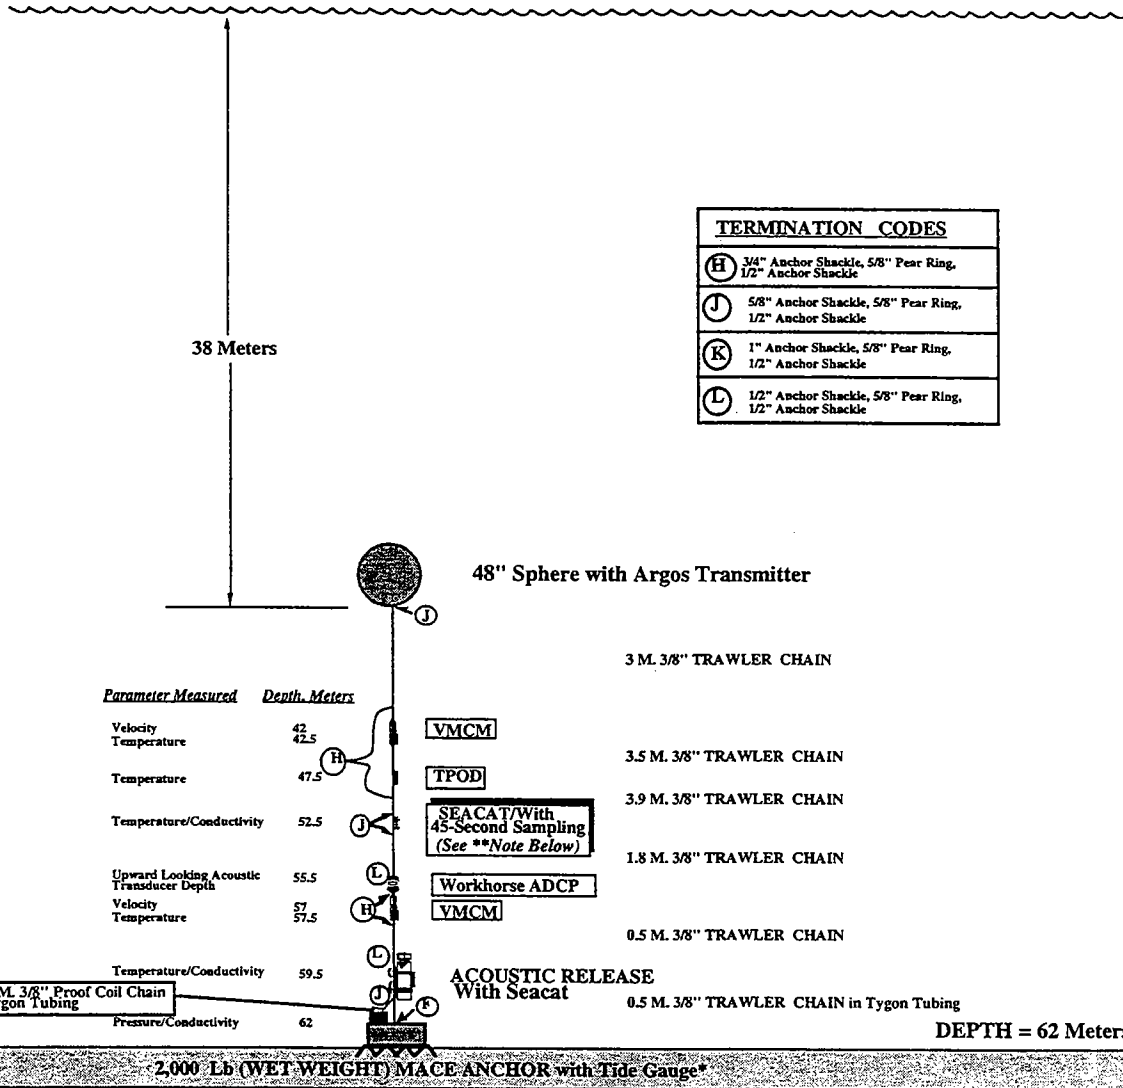 TERMINATION CODES
H 3/4" Anchor Shackle, 5/8" Pear Ring,
1/2" Anchor Shackle
J 5/8" Anchor Shackle, 5/8" Pear Ring,
1/2" Anchor Shackle
K 1" Anchor Shackle, 5/8" Pear Ring,
1/2" Anchor Shackle
L 1/2" Anchor Shackle, 5/8" Pear Ring,
1/2" Anchor Shackle
38 Meters
48" Sphere with Argos Transmitter
J
3 M. 3/8" TRAWLER CHAIN
Parameter Measured Depth, Meters
Velocity 42
Temperature 42.5
VMCM
H
3.5 M. 3/8" TRAWLER CHAIN
Temperature 47.5
TPOD
3.9 M. 3/8" TRAWLER CHAIN
Temperature/Conductivity 52.5
J
SEACAT/With
45-Second Sampling
(See **Note Below)
1.8 M. 3/8" TRAWLER CHAIN
Upward Looking Acoustic
Transducer Depth 55.5
L
Workhorse ADCP
Velocity 57
Temperature 57.5
H
VMCM
0.5 M. 3/8" TRAWLER CHAIN
L
Temperature/Conductivity 59.5
ACOUSTIC RELEASE
With Seacat
J
M. 3/8" Proof Coil Chain
ygon Tubing
0.5 M. 3/8" TRAWLER CHAIN in Tygon Tubing
Pressure/Conductivity 62
DEPTH = 62 Meters
2,000 Lb (WET WEIGHT) MACE ANCHOR with Tide Gauge*